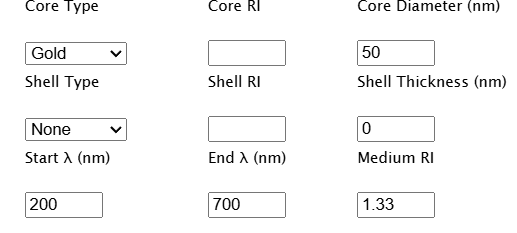 Core Type Core RI Core Diameter (nm)
Gold 50
Shell Type Shell RI Shell Thickness (nm)
None 0
Start λ (nm) End λ (nm) Medium RI
200 700 1.33